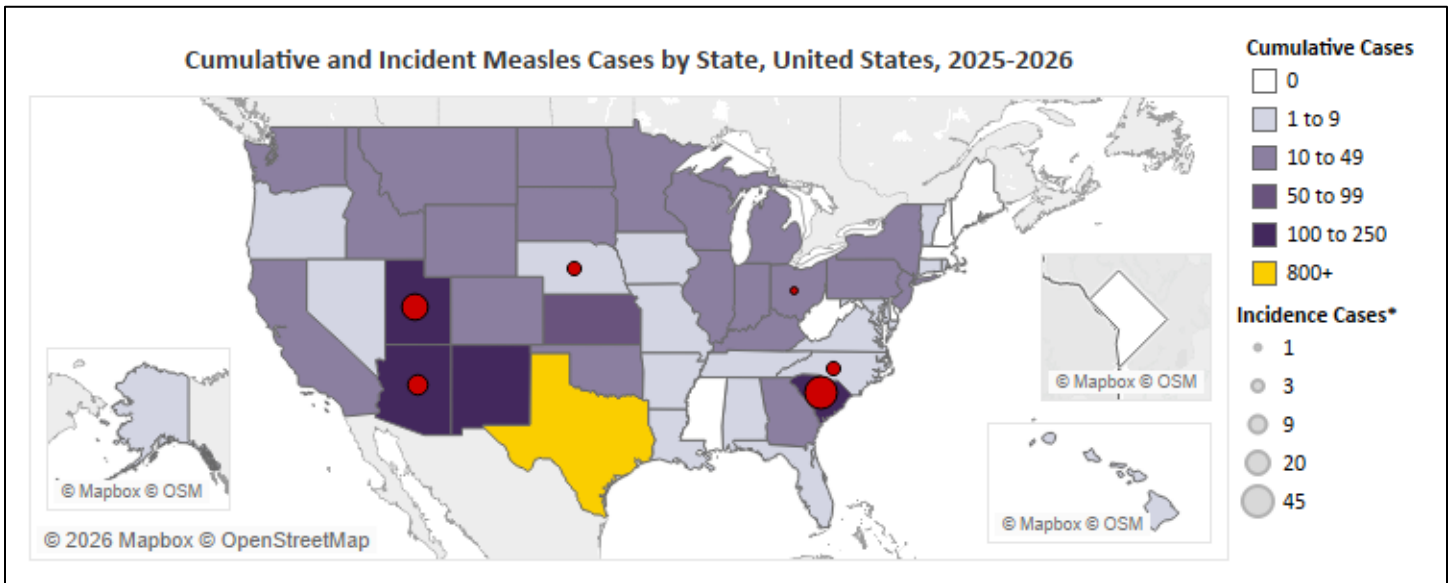 Cumulative and Incident Measles Cases by State, United States, 2025-2026
Cumulative Cases
0
1 to 9
10 to 49
50 to 99
100 to 250
800+
Incidence Cases*
1
3
9
20
45
© Mapbox © OSM
© Mapbox © OSM
© Mapbox © OSM
© 2026 Mapbox © OpenStreetMap